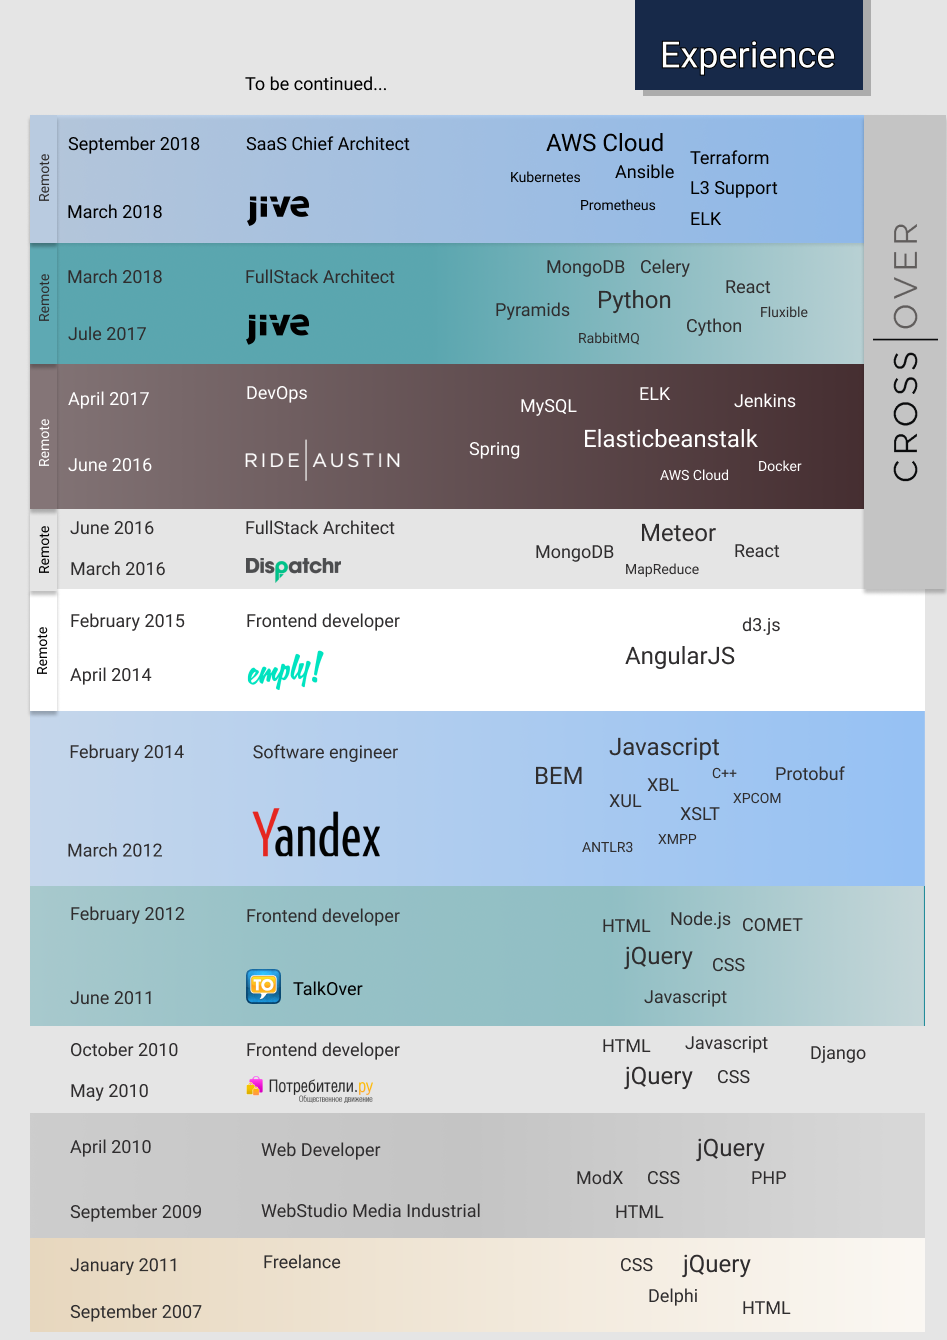 Experience
To be continued...
Remote
September 2018
SaaS Chief Architect
AWS Cloud
Terraform
Kubernetes
Ansible
L3 Support
March 2018
jive
Prometheus
ELK
CROSS|OVER
Remote
March 2018
FullStack Architect
MongoDB Celery
React
Pyramids
Python
Fluxible
Jule 2017
jive
RabbitMQ
Cython
Remote
April 2017
DevOps
MySQL
ELK
Jenkins
Spring
Elasticbeanstalk
June 2016
RIDE|AUSTIN
AWS Cloud
Docker
Remote
June 2016
FullStack Architect
Meteor
MongoDB
React
March 2016
Dispatchr
MapReduce
Remote
February 2015
Frontend developer
d3.js
April 2014
emply!
AngularJS
February 2014
Software engineer
Javascript
BEM
XBL
C++
Protobuf
XUL
XSLT
XPCOM
March 2012
Yandex
ANTLR3
XMPP
February 2012
Frontend developer
HTML
Node.js
COMET
jQuery
CSS
June 2011
TO
TalkOver
Javascript
October 2010
Frontend developer
HTML
Javascript
Django
May 2010
Потребители.ру
Общественное движение
jQuery
CSS
April 2010
Web Developer
jQuery
ModX
CSS
PHP
September 2009
WebStudio Media Industrial
HTML
January 2011
Freelance
CSS
jQuery
September 2007
Delphi
HTML